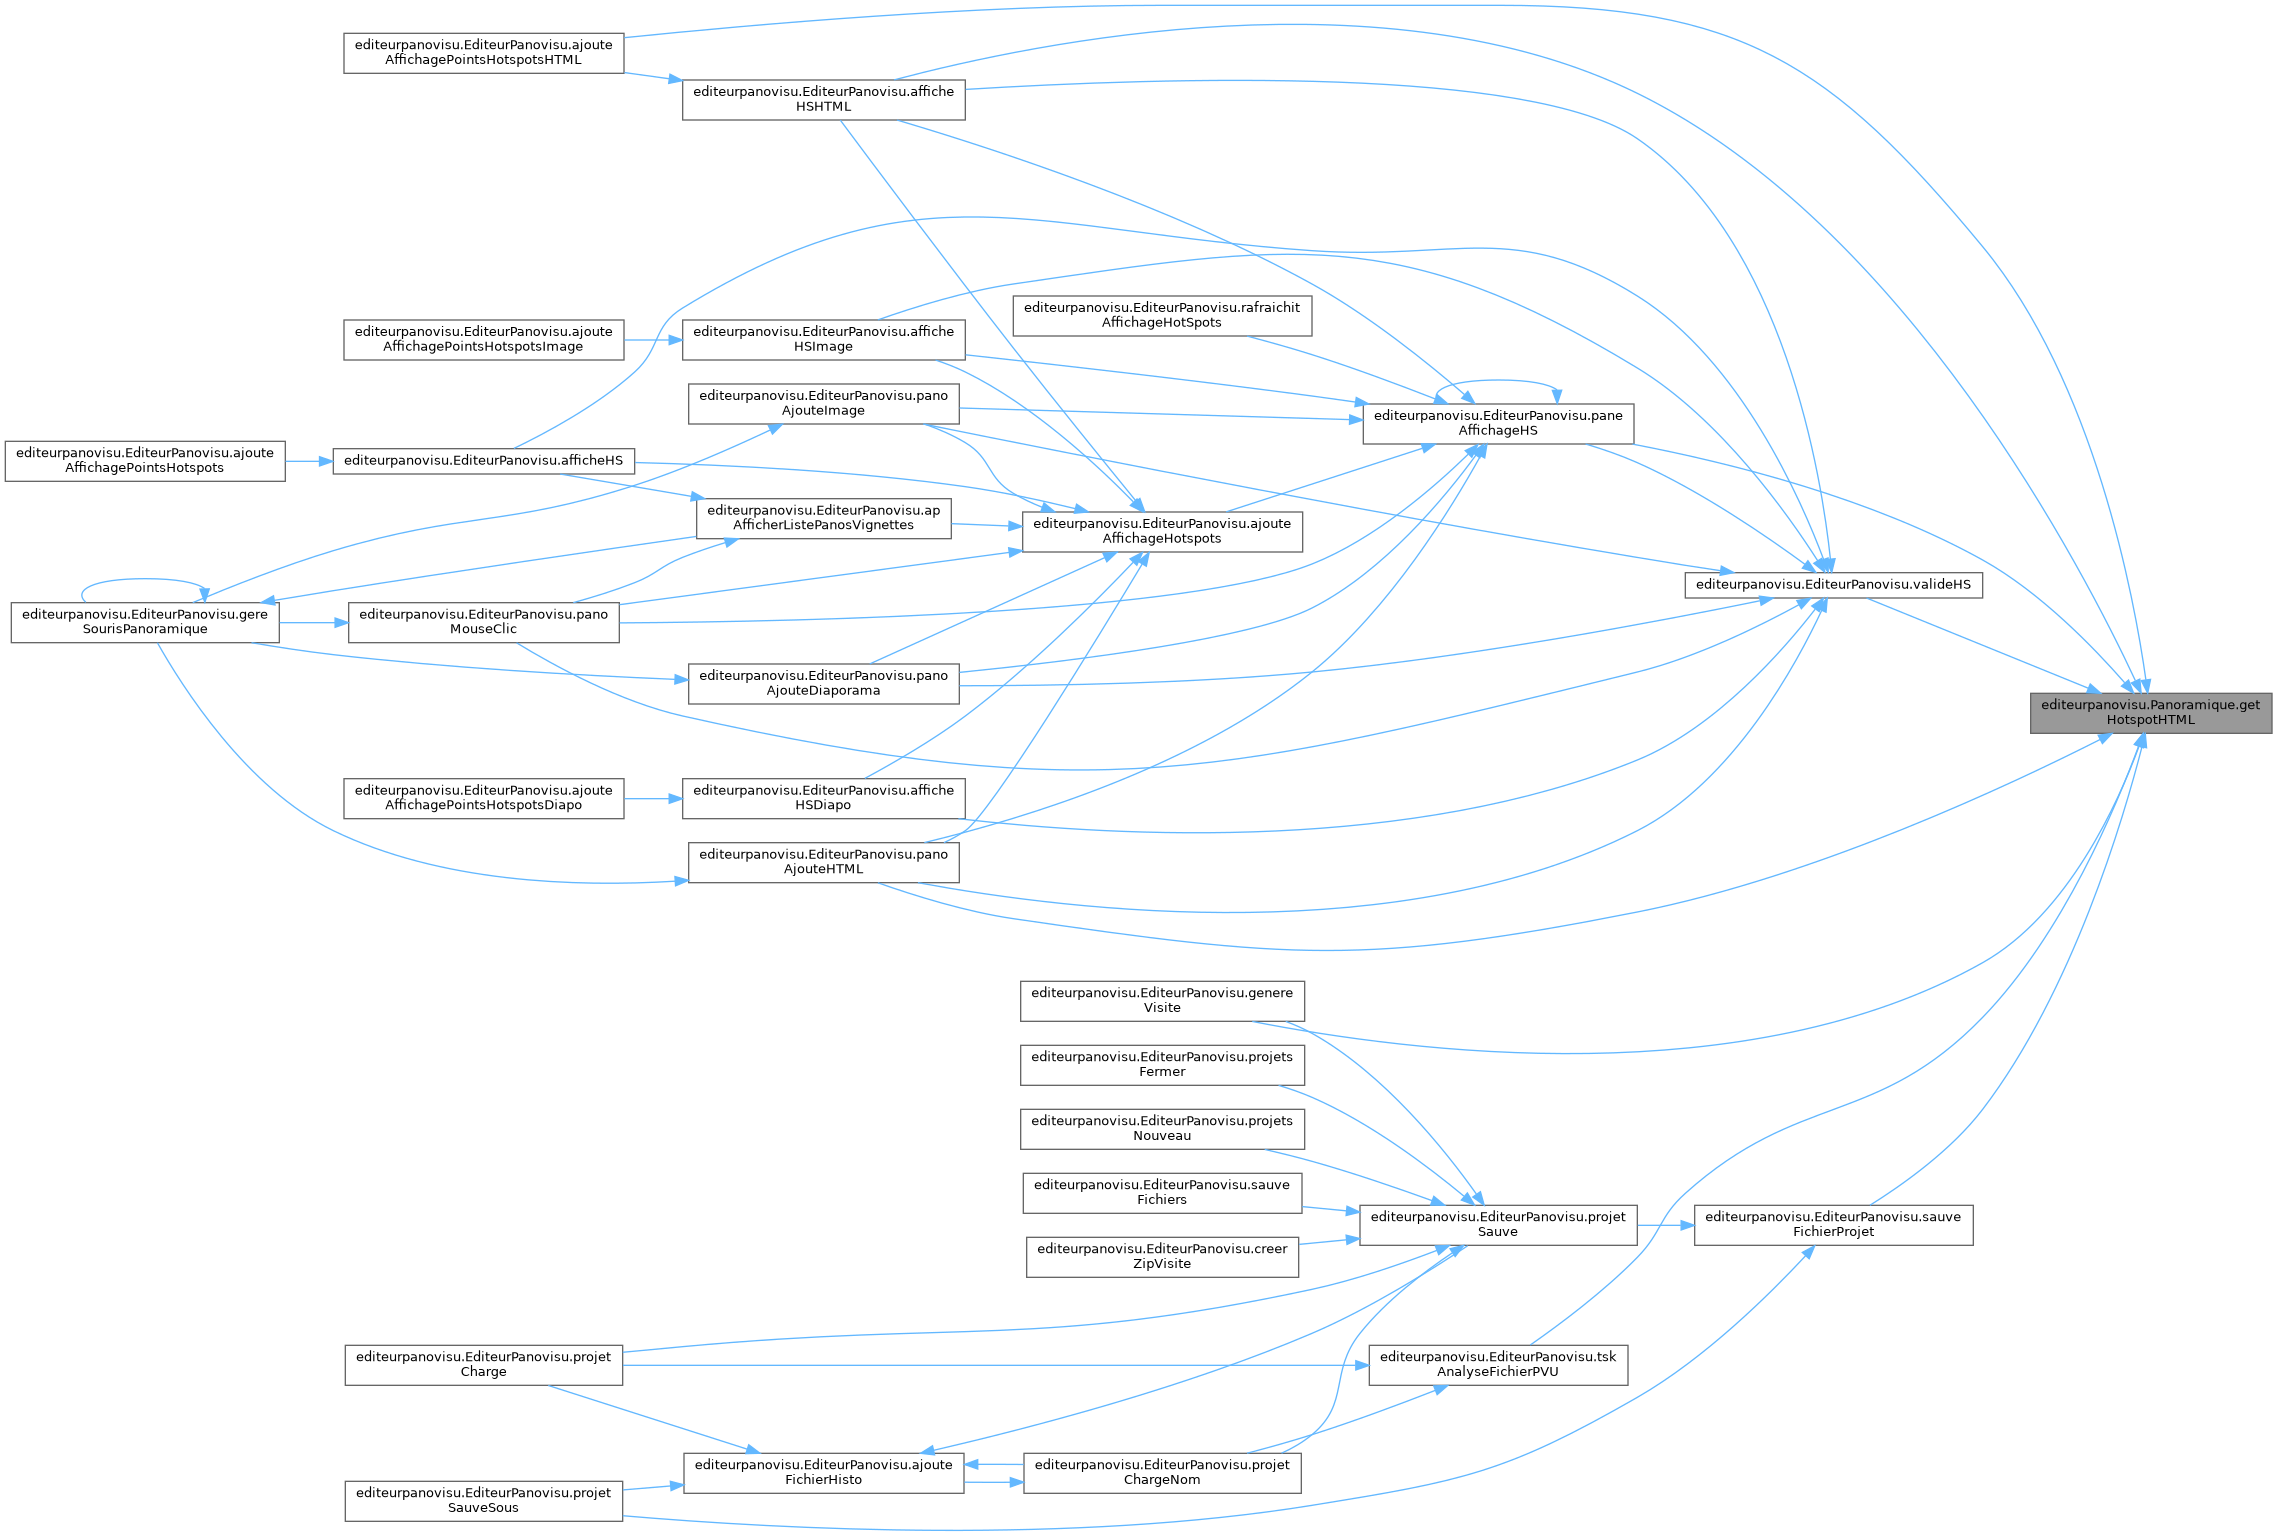 editeurpanovisu.EditeurPanovisu.ajoute
AffichagePointsHotspotsHTML
editeurpanovisu.EditeurPanovisu.affiche
HSHTML
editeurpanovisu.EditeurPanovisu.rafraichit
AffichageHotSpots
editeurpanovisu.EditeurPanovisu.ajoute
AffichagePointsHotspotsImage
editeurpanovisu.EditeurPanovisu.affiche
HSImage
editeurpanovisu.EditeurPanovisu.pano
AjouteImage
editeurpanovisu.EditeurPanovisu.pane
AffichageHS
editeurpanovisu.EditeurPanovisu.ajoute
AffichagePointsHotspots
editeurpanovisu.EditeurPanovisu.afficheHS
editeurpanovisu.EditeurPanovisu.ap
AfficherListePanosVignettes
editeurpanovisu.EditeurPanovisu.ajoute
AffichageHotspots
editeurpanovisu.EditeurPanovisu.valideHS
editeurpanovisu.EditeurPanovisu.gere
SourisPanoramique
editeurpanovisu.EditeurPanovisu.pano
MouseClic
editeurpanovisu.EditeurPanovisu.pano
AjouteDiaporama
editeurpanovisu.Panoramique.get
HotspotHTML
editeurpanovisu.EditeurPanovisu.ajoute
AffichagePointsHotspotsDiapo
editeurpanovisu.EditeurPanovisu.affiche
HSDiapo
editeurpanovisu.EditeurPanovisu.pano
AjouteHTML
editeurpanovisu.EditeurPanovisu.genere
Visite
editeurpanovisu.EditeurPanovisu.projets
Fermer
editeurpanovisu.EditeurPanovisu.projets
Nouveau
editeurpanovisu.EditeurPanovisu.sauve
Fichiers
editeurpanovisu.EditeurPanovisu.projet
Sauve
editeurpanovisu.EditeurPanovisu.sauve
FichierProjet
editeurpanovisu.EditeurPanovisu.creer
ZipVisite
editeurpanovisu.EditeurPanovisu.projet
Charge
editeurpanovisu.EditeurPanovisu.tsk
AnalyseFichierPVU
editeurpanovisu.EditeurPanovisu.ajoute
FichierHisto
editeurpanovisu.EditeurPanovisu.projet
ChargeNom
editeurpanovisu.EditeurPanovisu.projet
SauveSous